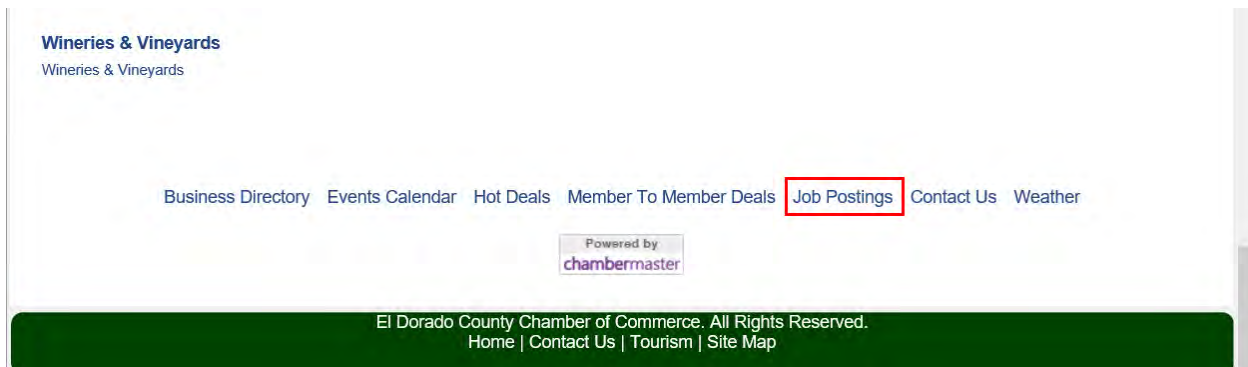 Wineries & Vineyards
Wineries & Vineyards
Business Directory Events Calendar Hot Deals Member To Member Deals Job Postings Contact Us Weather
Powered by
chambermaster
El Dorado County Chamber of Commerce. All Rights Reserved.
Home | Contact Us | Tourism | Site Map